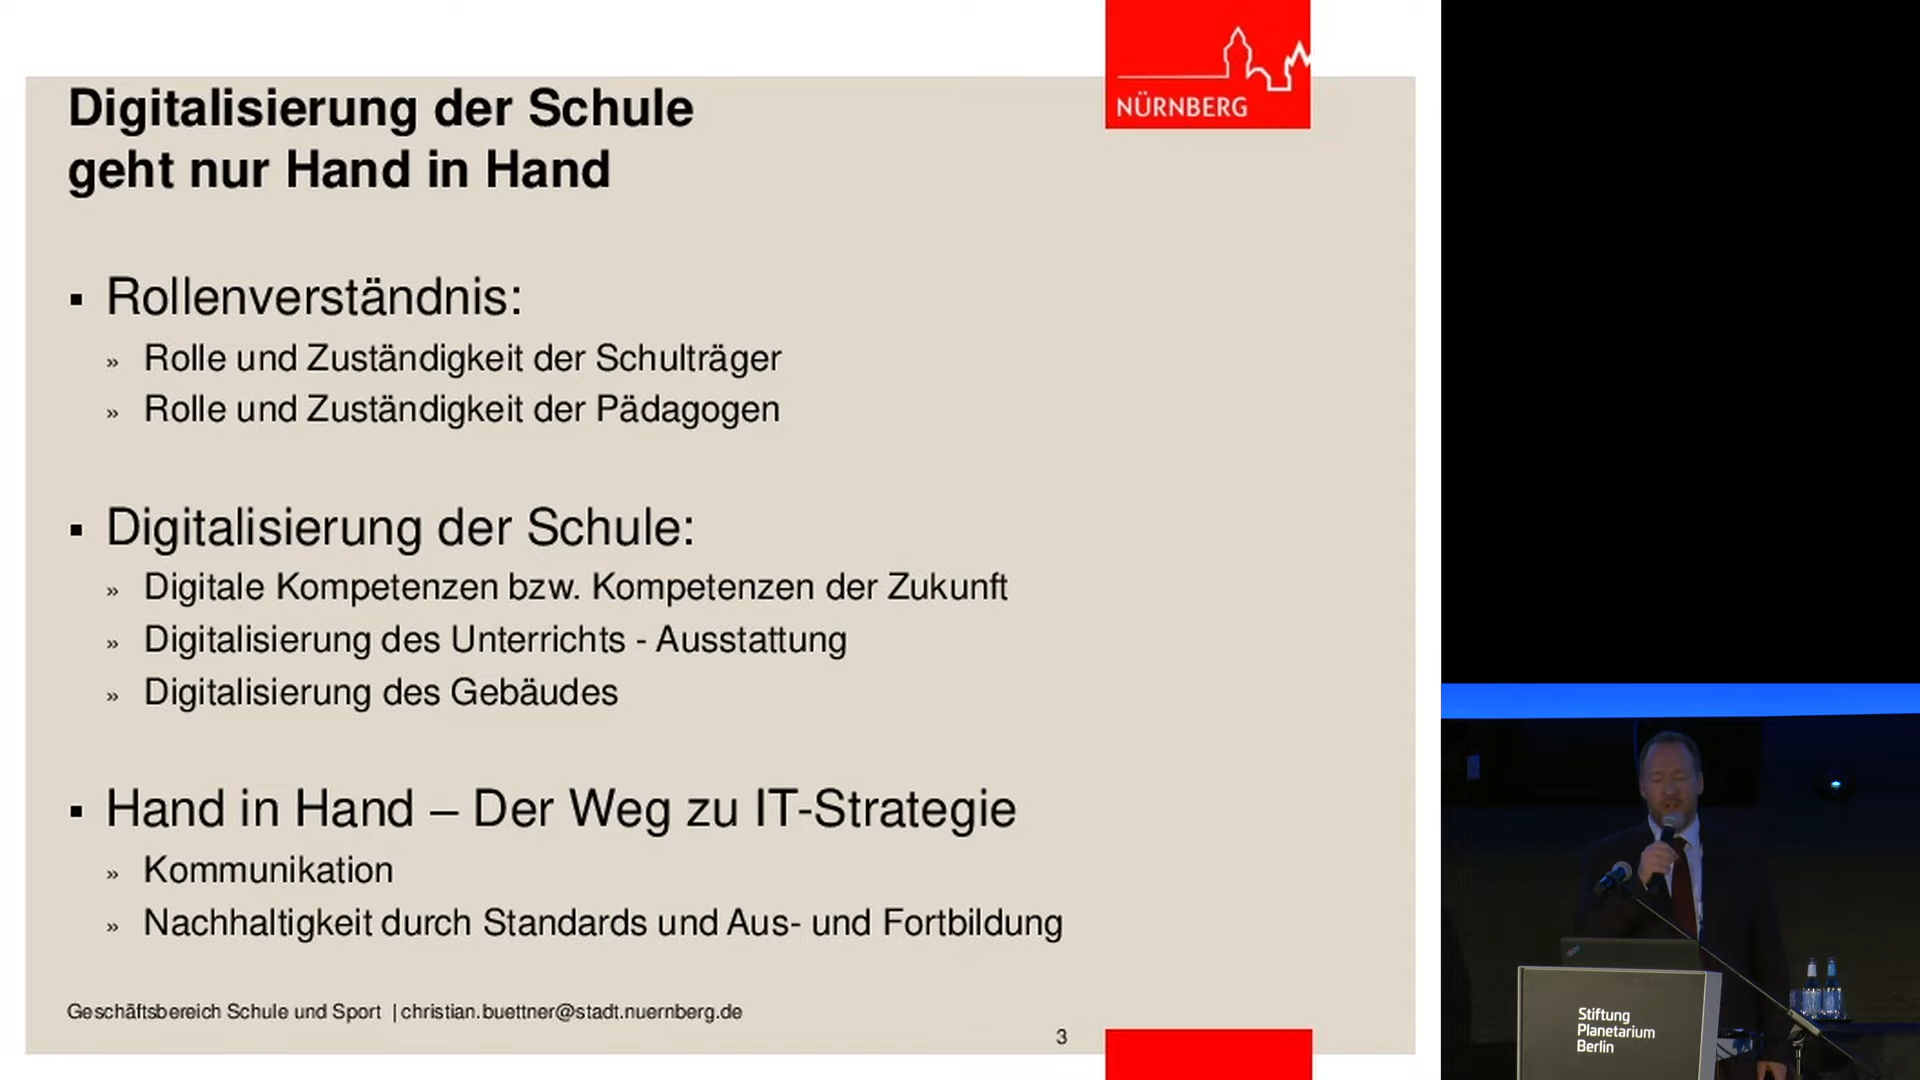 NÜRNBERG
Digitalisierung der Schule
geht nur Hand in Hand
▪ Rollenverständnis:
» Rolle und Zuständigkeit der Schulträger
» Rolle und Zuständigkeit der Pädagogen
▪ Digitalisierung der Schule:
» Digitale Kompetenzen bzw. Kompetenzen der Zukunft
» Digitalisierung des Unterrichts - Ausstattung
» Digitalisierung des Gebäudes
▪ Hand in Hand – Der Weg zu IT-Strategie
» Kommunikation
» Nachhaltigkeit durch Standards und Aus- und Fortbildung
Geschäftsbereich Schule und Sport | christian.buettner@stadt.nuernberg.de
3
Stiftung
Planetarium
Berlin